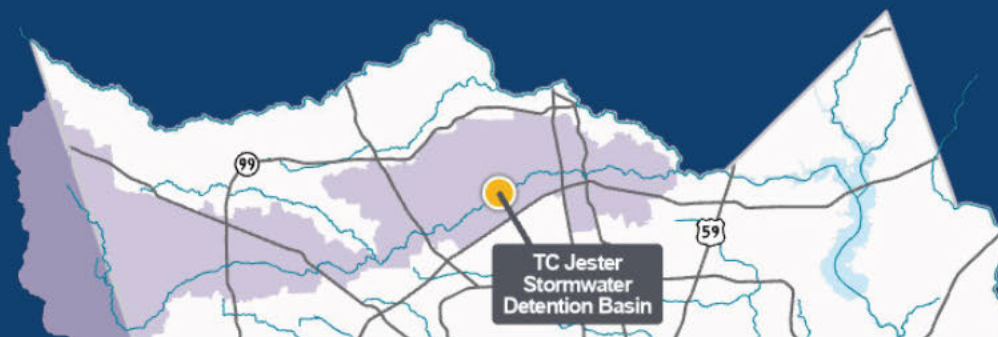 99
59
TC Jester
Stormwater
Detention Basin